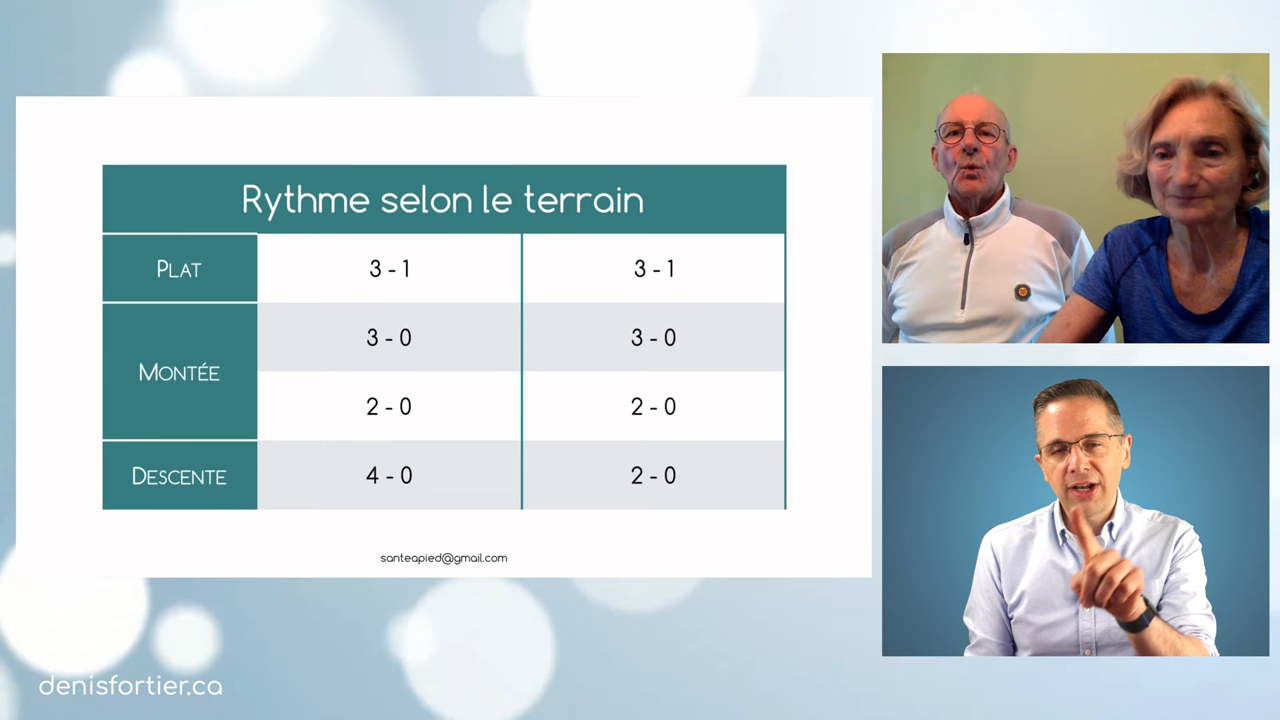 Rythme selon le terrain
PLAT 3 - 1 3 - 1
MONTÉE 3 - 0 3 - 0
2 - 0 2 - 0
DESCENTE 4 - 0 2 - 0
santeapied@gmail.com
denisfortier.ca